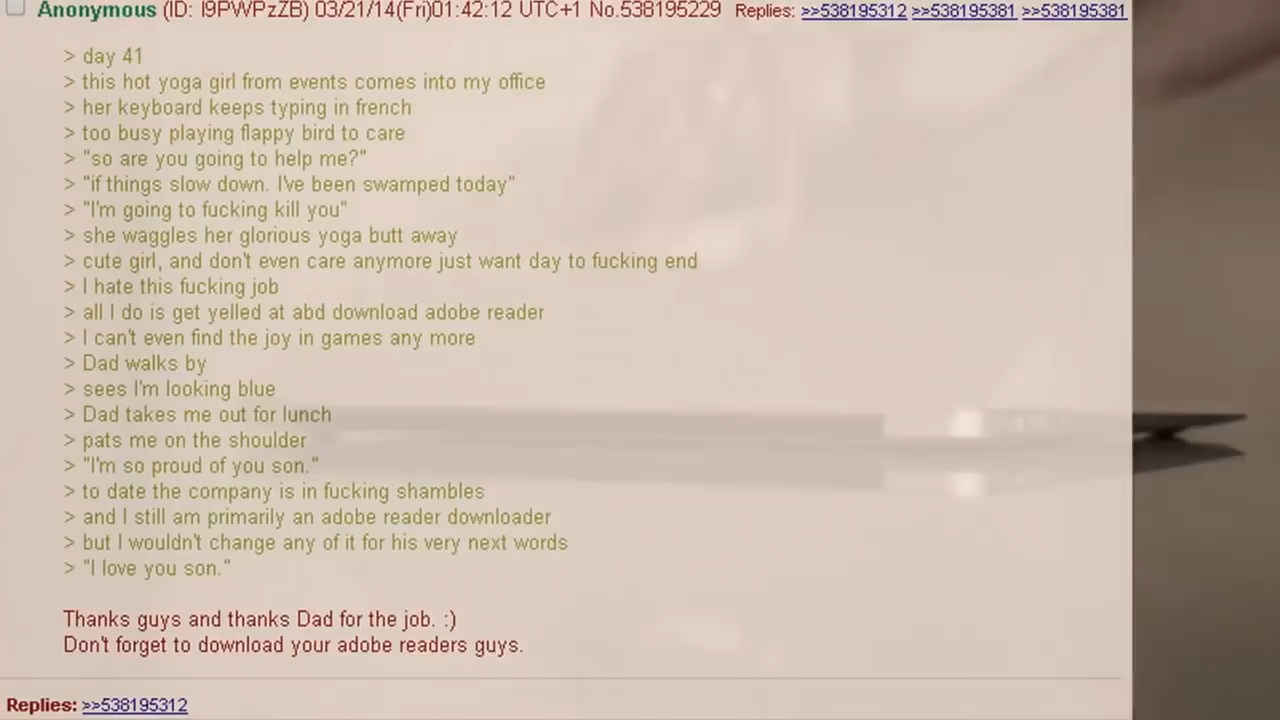 Anonymous (ID: I9PWPzZB) 03/21/14(Fri)01:42:12 UTC+1 No.538195229 Replies: >>538195312 >>538195381 >>538195381
> day 41
> this hot yoga girl from events comes into my office
> her keyboard keeps typing in french
> too busy playing flappy bird to care
> "so are you going to help me?"
> "if things slow down. I've been swamped today"
> "I'm going to fucking kill you"
> she waggles her glorious yoga butt away
> cute girl, and don't even care anymore just want day to fucking end
> I hate this fucking job
> all I do is get yelled at abd download adobe reader
> I can't even find the joy in games any more
> Dad walks by
> sees I'm looking blue
> Dad takes me out for lunch
> pats me on the shoulder
> "I'm so proud of you son."
> to date the company is in fucking shambles
> and I still am primarily an adobe reader downloader
> but I wouldn't change any of it for his very next words
> "I love you son."
Thanks guys and thanks Dad for the job. :)
Don't forget to download your adobe readers guys.
Replies: >>538195312